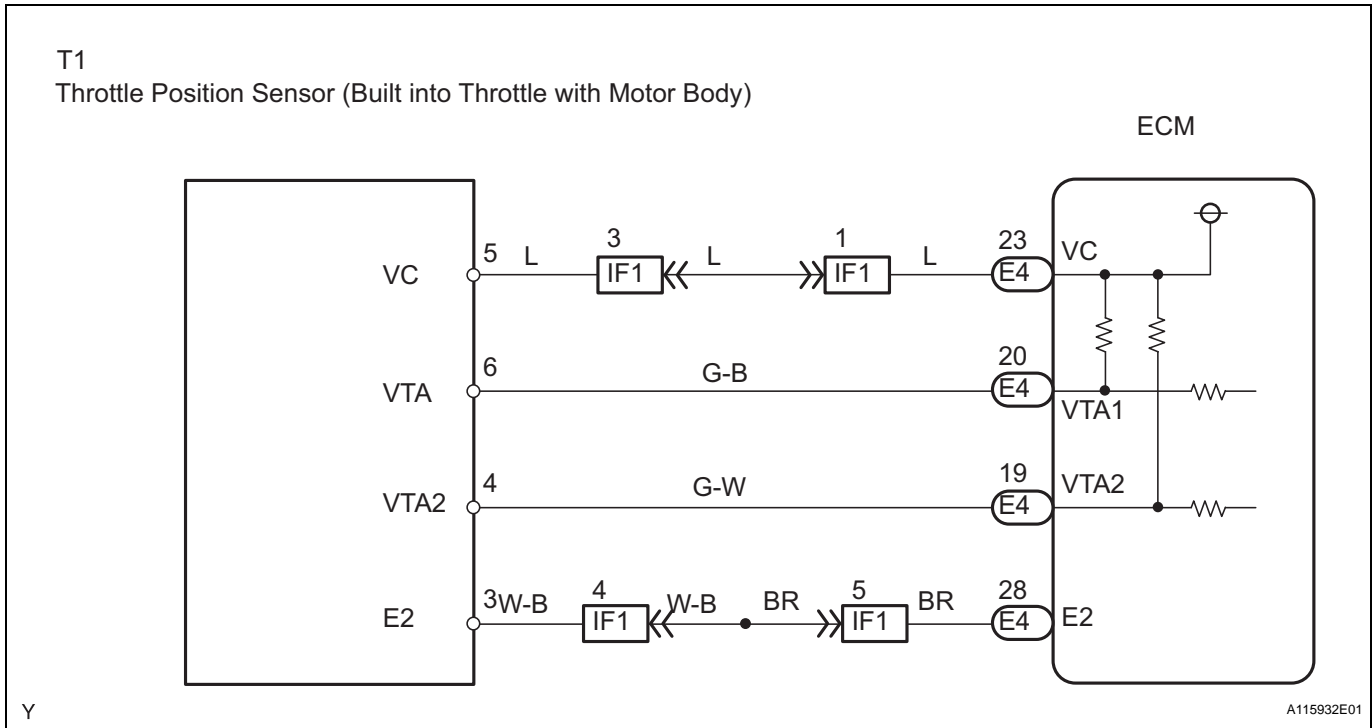 T1
Throttle Position Sensor (Built into Throttle with Motor Body)
ECM
VC 5 L 3 IF1 L 1 IF1 L 23 E4 VC
VTA 6 G-B 20 E4 VTA1
VTA2 4 G-W 19 E4 VTA2
E2 3 W-B 4 IF1 W-B BR 5 IF1 BR 28 E4 E2
Y A115932E01